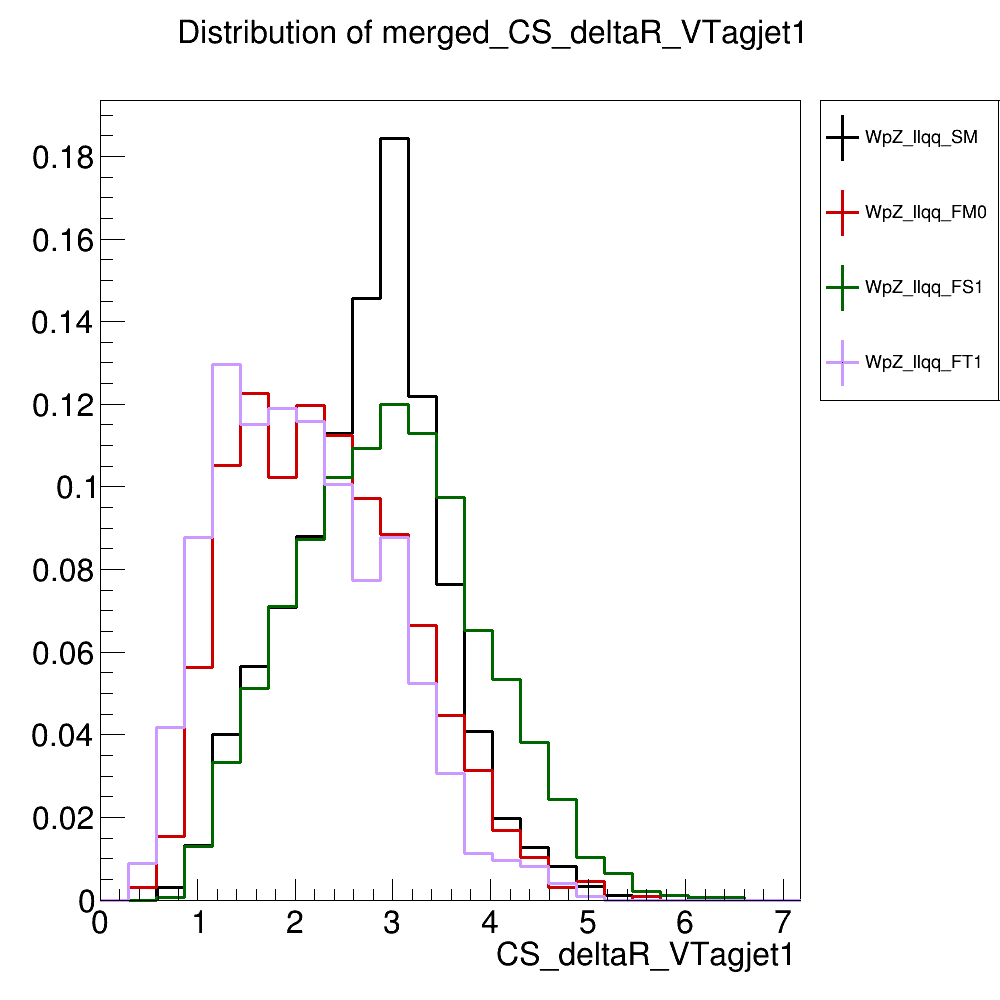 Distribution of merged_CS_deltaR_VTagjet1
WpZ_llqq_SM
WpZ_llqq_FM0
WpZ_llqq_FS1
WpZ_llqq_FT1
0.18
0.16
0.14
0.12
0.1
0.08
0.06
0.04
0.02
0
0 1 2 3 4 5 6 7
CS_deltaR_VTagjet1